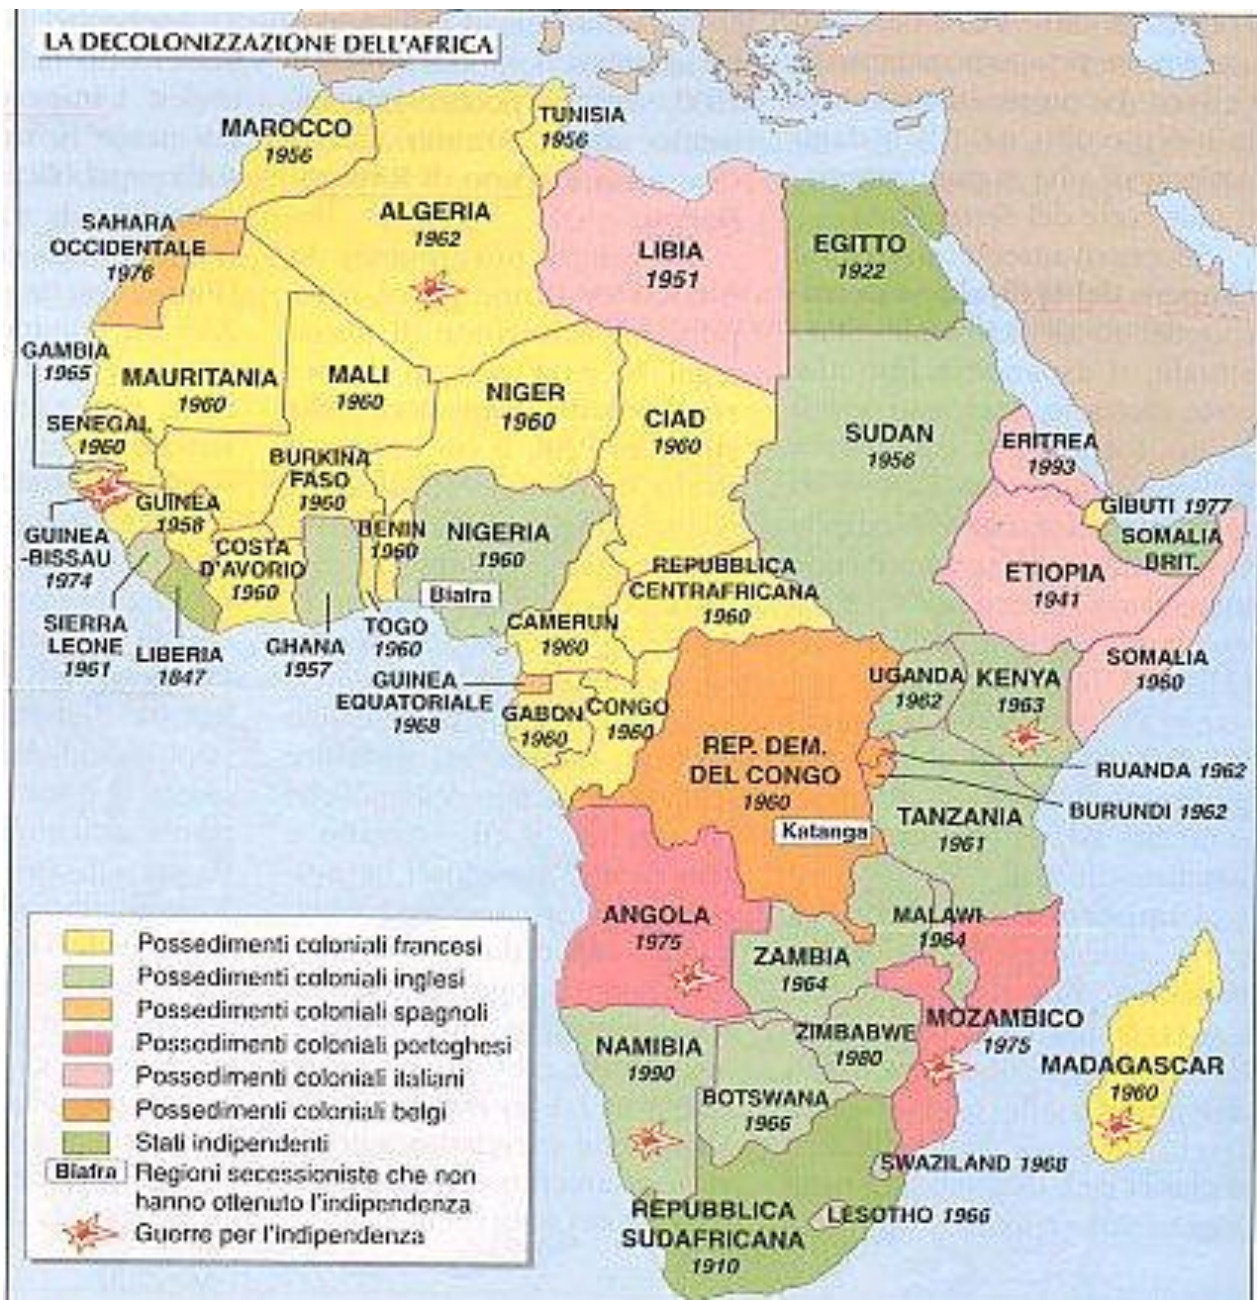 LA DECOLONIZZAZIONE DELL'AFRICA
MAROCCO
1956
TUNISIA
1956
SAHARA
OCCIDENTALE
1976
ALGERIA
1962
LIBIA
1951
EGITTO
1922
GAMBIA
1965
MAURITANIA
1960
MALI
1960
NIGER
1960
CIAD
1960
SUDAN
1956
ERITREA
1993
SENEGAL
1960
BURKINA
FASO
1960
GUINEA
1958
GIBUTI 1977
GUINEA
-BISSAU
1974
COSTA
D'AVORIO
1960
BENIN
1960
NIGERIA
1960
SOMALIA
BRIT.
Biafra
REPUBBLICA
CENTRAFRICANA
1960
ETIOPIA
1941
SIERRA
LEONE
1961
LIBERIA
1847
GHANA
1957
TOGO
1960
CAMERUN
1960
GUINEA
EQUATORIALE
1968
GABON
1960
CONGO
1960
UGANDA
1962
KENYA
1963
SOMALIA
1960
REP. DEM.
DEL CONGO
1960
RUANDA 1962
BURUNDI 1962
Katanga
TANZANIA
1961
ANGOLA
1975
MALAWI
1964
ZAMBIA
1964
MOZAMBICO
1975
ZIMBABWE
1980
NAMIBIA
1990
MADAGASCAR
1960
BOTSWANA
1966
SWAZILAND 1968
LESOTHO 1966
REPUBBLICA
SUDAFRICANA
1910
Possedimenti coloniali francesi
Possedimenti coloniali inglesi
Possedimenti coloniali spagnoli
Possedimenti coloniali portoghesi
Possedimenti coloniali italiani
Possedimenti coloniali belgi
Stati indipendenti
Biafra Regioni secessioniste che non
hanno ottenuto l'indipendenza
Guerre per l'indipendenza